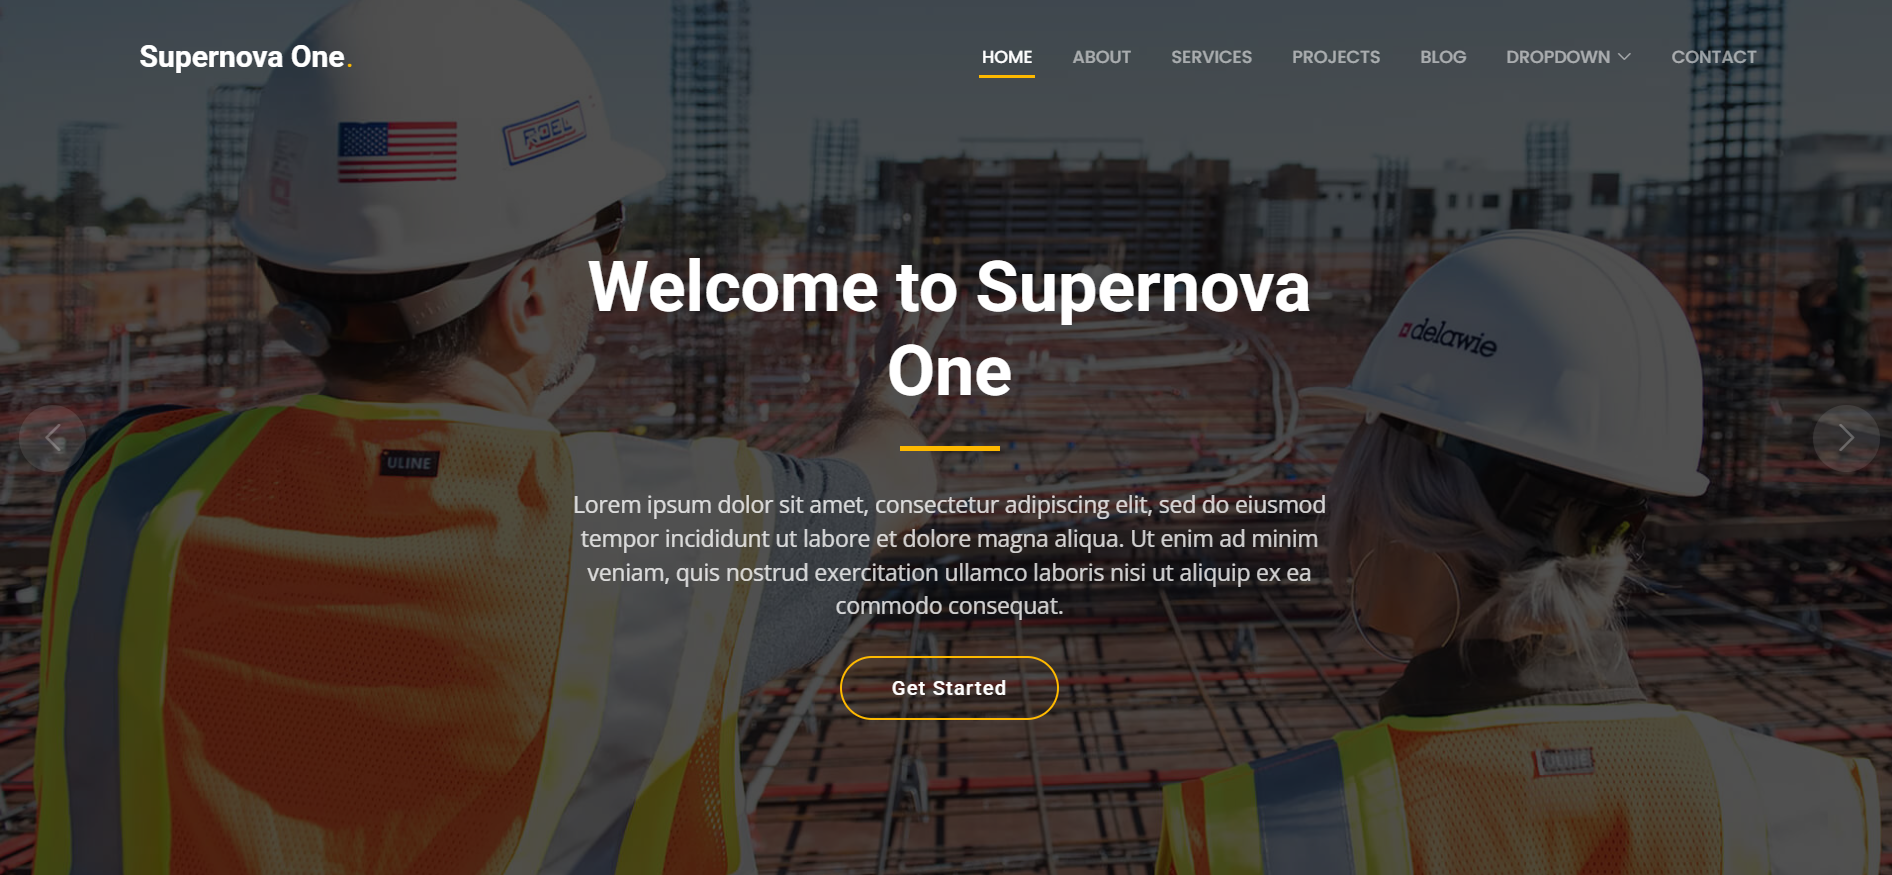 Supernova One.
HOME ABOUT SERVICES PROJECTS BLOG DROPDOWN CONTACT
ROEL
delawie
Welcome to Supernova
One
ULINE
Lorem ipsum dolor sit amet, consectetur adipiscing elit, sed do eiusmod
tempor incididunt ut labore et dolore magna aliqua. Ut enim ad minim
veniam, quis nostrud exercitation ullamco laboris nisi ut aliquip ex ea
commodo consequat.
Get Started
ULINE